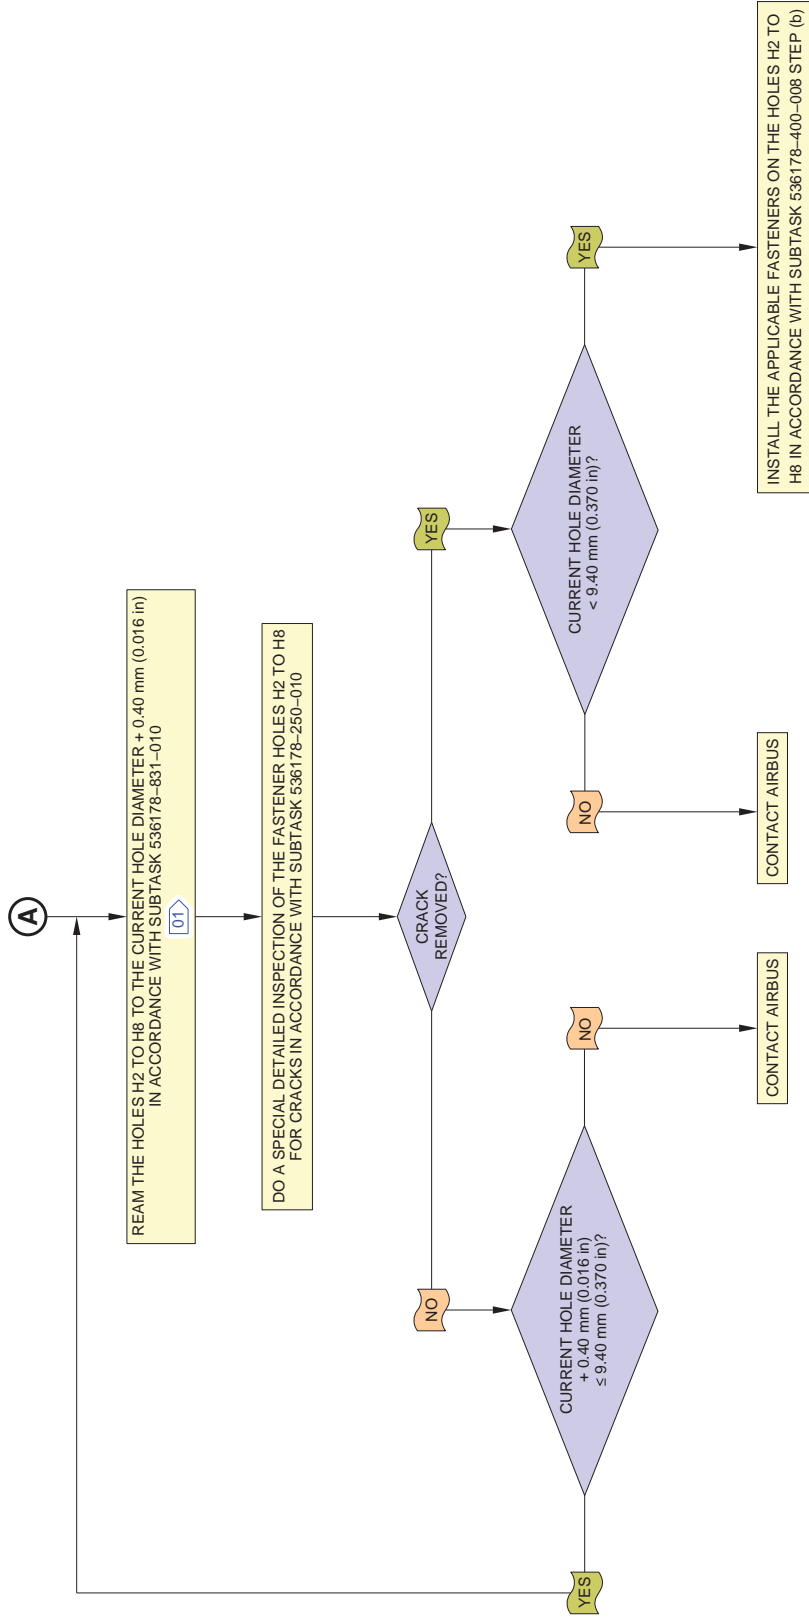 A
REAM THE HOLES H2 TO H8 TO THE CURRENT HOLE DIAMETER + 0.40 mm (0.016 in)
IN ACCORDANCE WITH SUBTASK 536178–831–010
01
DO A SPECIAL DETAILED INSPECTION OF THE FASTENER HOLES H2 TO H8
FOR CRACKS IN ACCORDANCE WITH SUBTASK 536178–250–010
CRACK
REMOVED?
NO
YES
CURRENT HOLE DIAMETER
+ 0.40 mm (0.016 in)
≤ 9.40 mm (0.370 in)?
CURRENT HOLE DIAMETER
< 9.40 mm (0.370 in)?
YES
NO
NO
YES
CONTACT AIRBUS
CONTACT AIRBUS
INSTALL THE APPLICABLE FASTENERS ON THE HOLES H2 TO
H8 IN ACCORDANCE WITH SUBTASK 536178–400–008 STEP (b)